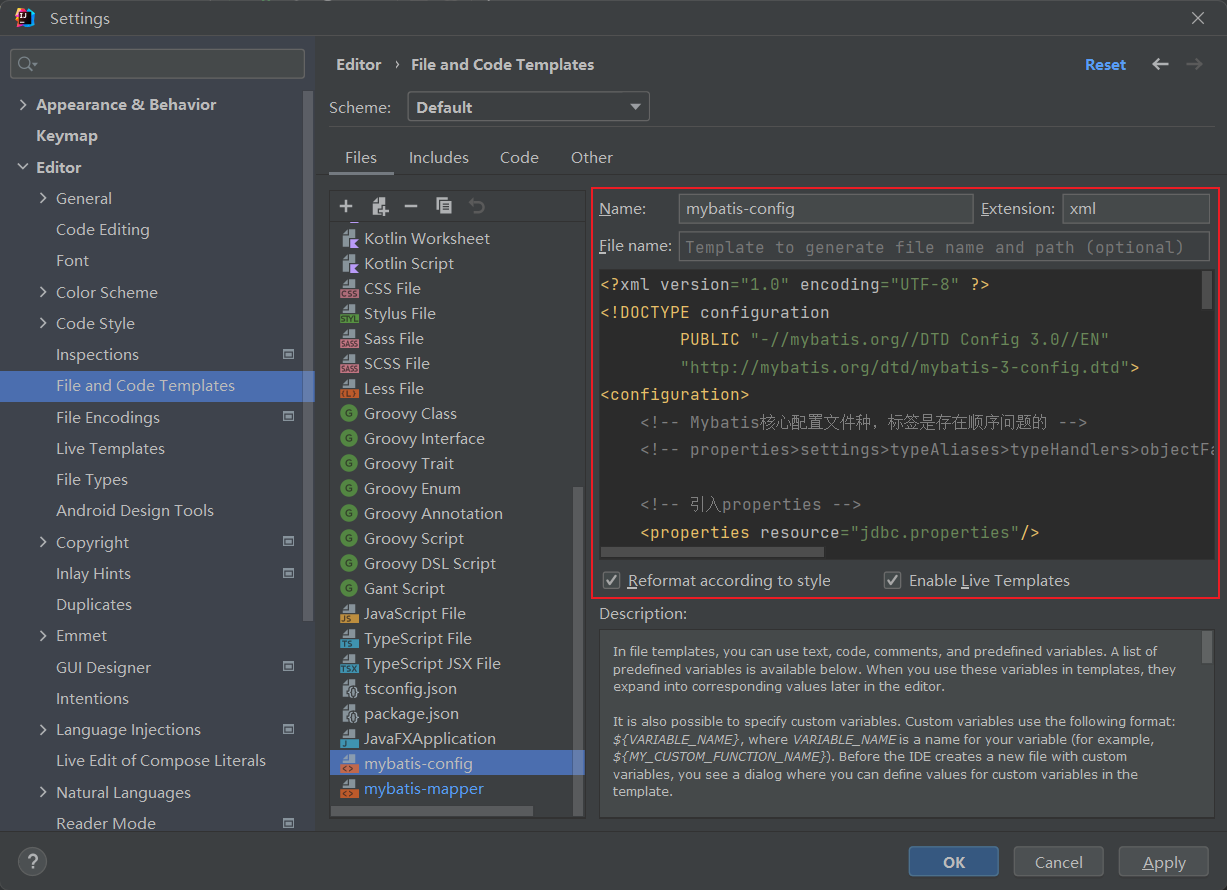 Settings
Appearance & Behavior
Keymap
Editor
General
Code Editing
Font
Color Scheme
Code Style
Inspections
File and Code Templates
File Encodings
Live Templates
File Types
Android Design Tools
Copyright
Inlay Hints
Duplicates
Emmet
GUI Designer
Intentions
Language Injections
Live Edit of Compose Literals
Natural Languages
Reader Mode
Editor › File and Code Templates
Reset
Scheme: Default
Files Includes Code Other
Kotlin Worksheet
Kotlin Script
CSS File
Stylus File
Sass File
SCSS File
Less File
Groovy Class
Groovy Interface
Groovy Trait
Groovy Enum
Groovy Annotation
Groovy Script
Groovy DSL Script
Gant Script
JavaScript File
TypeScript File
TypeScript JSX File
tsconfig.json
package.json
JavaFXApplication
mybatis-config
mybatis-mapper
Name: mybatis-config Extension: xml
File name: Template to generate file name and path (optional)
<?xml version="1.0" encoding="UTF-8" ?>
<!DOCTYPE configuration
PUBLIC "-//mybatis.org//DTD Config 3.0//EN"
"http://mybatis.org/dtd/mybatis-3-config.dtd">
<configuration>
<!-- Mybatis核心配置文件种，标签是存在顺序问题的 -->
<!-- properties>settings>typeAliases>typeHandlers>objectFa
<!-- 引入properties -->
<properties resource="jdbc.properties"/>
Reformat according to style Enable Live Templates
Description:
In file templates, you can use text, code, comments, and predefined variables. A list of
predefined variables is available below. When you use these variables in templates, they
expand into corresponding values later in the editor.
It is also possible to specify custom variables. Custom variables use the following format:
${VARIABLE_NAME}, where VARIABLE_NAME is a name for your variable (for example,
${MY_CUSTOM_FUNCTION_NAME}). Before the IDE creates a new file with custom
variables, you see a dialog where you can define values for custom variables in the
template.
?
OK Cancel Apply